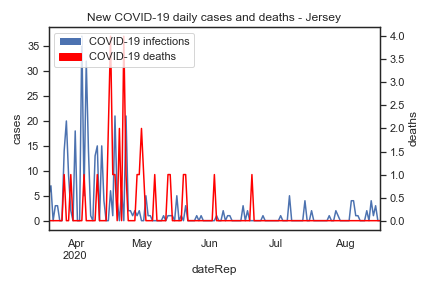 New COVID-19 daily cases and deaths - Jersey
COVID-19 infections
COVID-19 deaths
cases
35
30
25
20
15
10
5
0
deaths
4.0
3.5
3.0
2.5
2.0
1.5
1.0
0.5
0.0
Apr
2020
May
Jun
Jul
Aug
dateRep